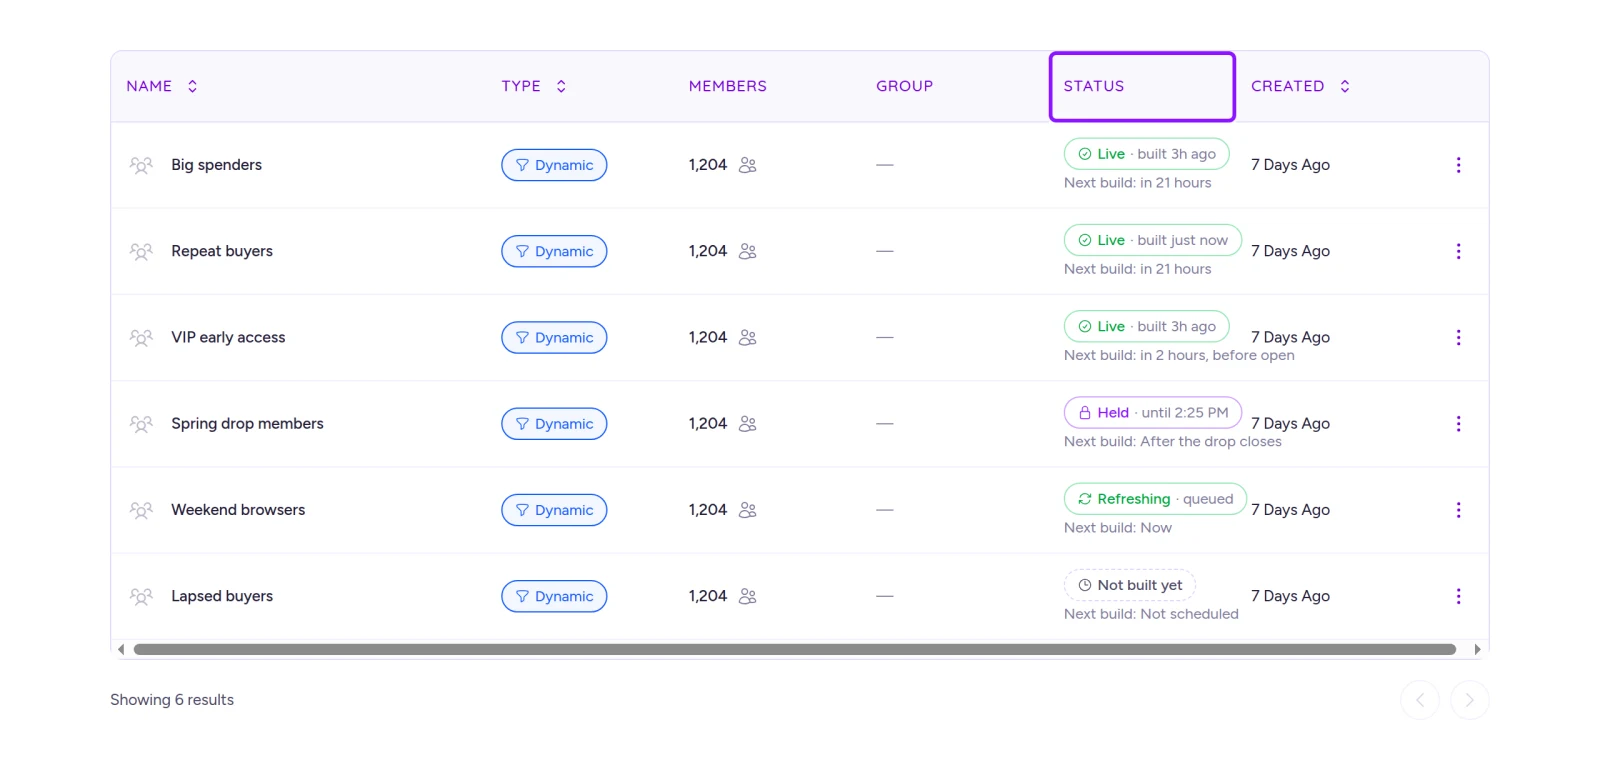 NAME TYPE MEMBERS GROUP STATUS CREATED
Big spenders Dynamic 1,204 — Live · built 3h ago 7 Days Ago
Next build: in 21 hours
Repeat buyers Dynamic 1,204 — Live · built just now 7 Days Ago
Next build: in 21 hours
VIP early access Dynamic 1,204 — Live · built 3h ago 7 Days Ago
Next build: in 2 hours, before open
Spring drop members Dynamic 1,204 — Held · until 2:25 PM 7 Days Ago
Next build: After the drop closes
Weekend browsers Dynamic 1,204 — Refreshing · queued 7 Days Ago
Next build: Now
Lapsed buyers Dynamic 1,204 — Not built yet 7 Days Ago
Next build: Not scheduled
Showing 6 results